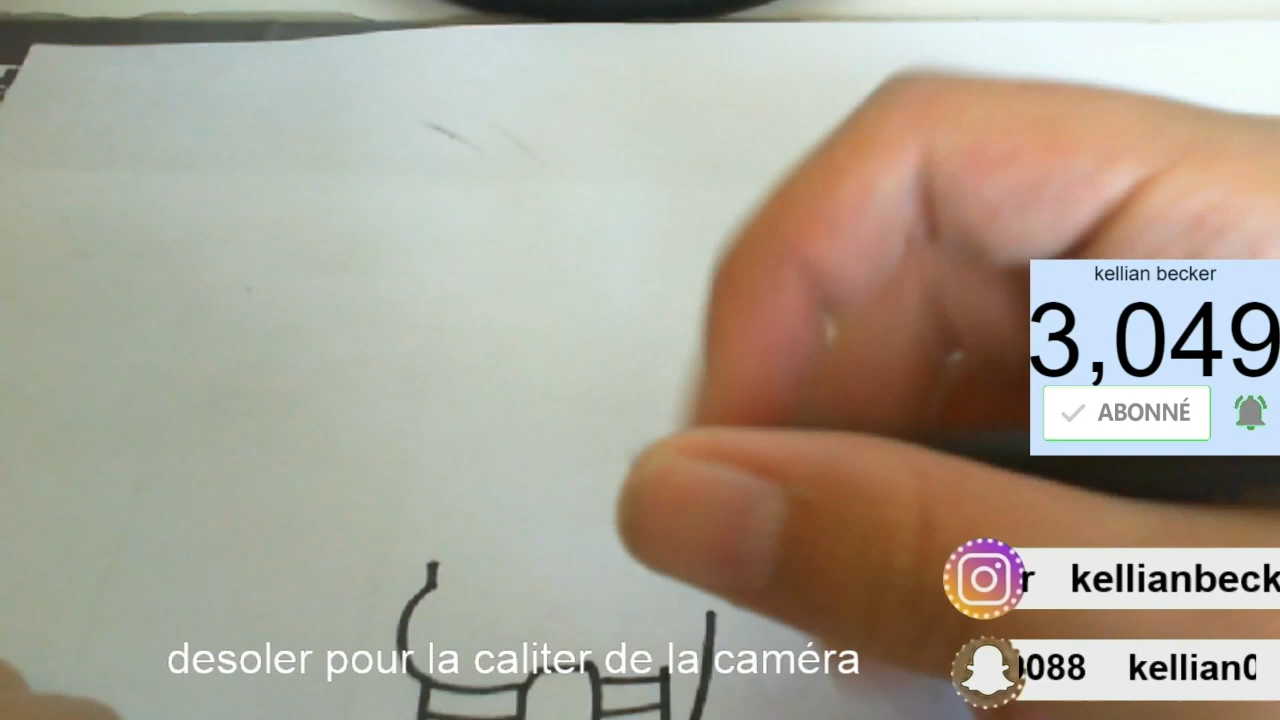 kellian becker
3,049
ABONNÉ
r kellianbeck
088 kellian0
desoler pour la caliter de la caméra